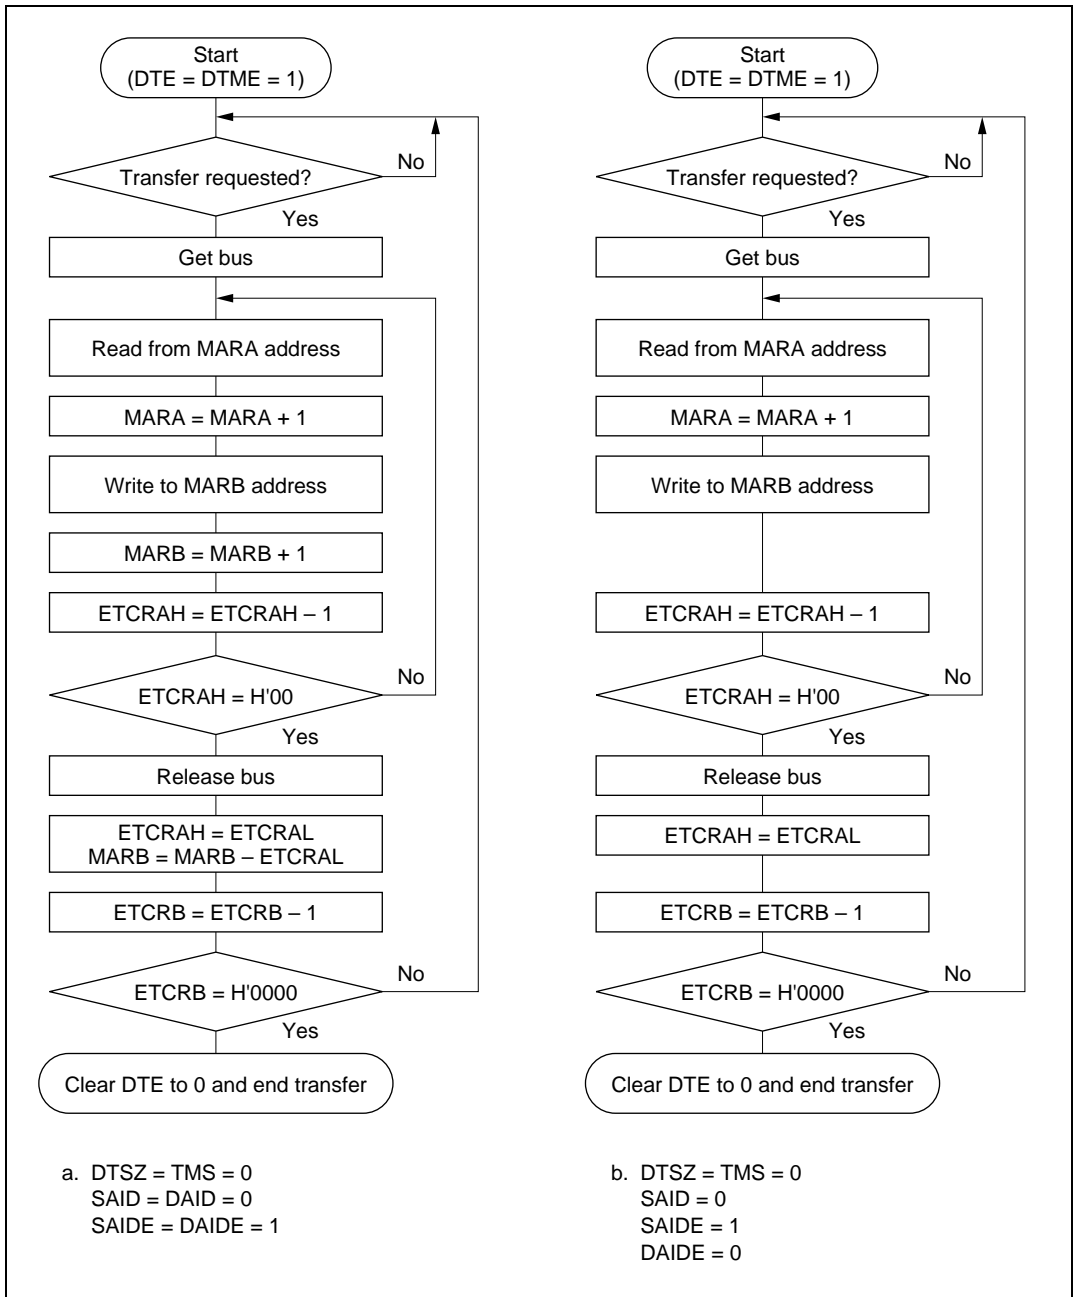 Start
(DTE = DTME = 1)
Transfer requested?
No
Yes
Get bus
Read from MARA address
MARA = MARA + 1
Write to MARB address
MARB = MARB + 1
ETCRAH = ETCRAH – 1
ETCRAH = H'00
No
Yes
Release bus
ETCRAH = ETCRAL
MARB = MARB – ETCRAL
ETCRB = ETCRB – 1
ETCRB = H'0000
No
Yes
Clear DTE to 0 and end transfer
a. DTSZ = TMS = 0
SAID = DAID = 0
SAIDE = DAIDE = 1
Start
(DTE = DTME = 1)
Transfer requested?
No
Yes
Get bus
Read from MARA address
MARA = MARA + 1
Write to MARB address
ETCRAH = ETCRAH – 1
ETCRAH = H'00
No
Yes
Release bus
ETCRAH = ETCRAL
ETCRB = ETCRB – 1
ETCRB = H'0000
No
Yes
Clear DTE to 0 and end transfer
b. DTSZ = TMS = 0
SAID = 0
SAIDE = 1
DAIDE = 0